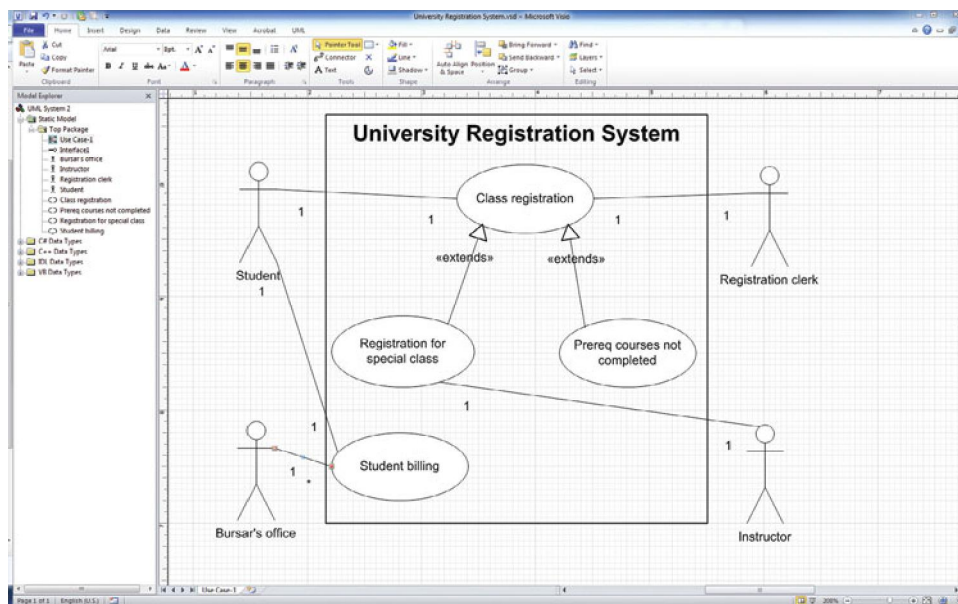 University Registration System.vsd - Microsoft Visio
File Home Insert Design Data Review View Acrobat UML
Paste
Cut
Copy
Format Painter
Clipboard
Arial 8pt.
Font
Paragraph
Pointer Tool
Connector
A Text
Tools
Fill
Line
Shadow
Shape
Auto Align & Space
Position
Bring Forward
Send Backward
Group
Arrange
Find
Layers
Select
Editing
Model Explorer
UML System 2
Static Model
Top Package
Use Case-1
Interface1
Bursar's office
Instructor
Registration clerk
Student
Class registration
Prereq courses not completed
Registration for special class
Student billing
C# Data Types
C++ Data Types
IDL Data Types
VB Data Types
University Registration System
Class registration
1
1
1
1
«extends»
«extends»
Student
Registration clerk
1
Registration for
special class
Prereq courses not
completed
1
1
1
Student billing
1
*
Bursar's office
Instructor
Use Case-1
Page 1 of 1 English (U.S.)
200%